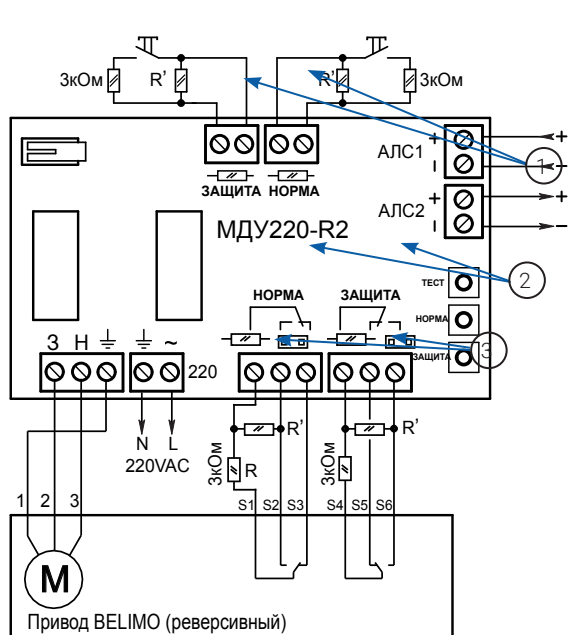 3кОм R' R' 3кОм
+ АЛС1 +
1
− −
ЗАЩИТА НОРМА
+ АЛС2 +
− −
МДУ220-R2
2
ТЕСТ
НОРМА ЗАЩИТА
НОРМА
3
ЗАЩИТА
З Н ~ 220
N L
220VAC
R' R'
3кОм R 3кОм
1 2 3 S1 S2 S3 S4 S5 S6
М
Привод BELIMO (реверсивный)